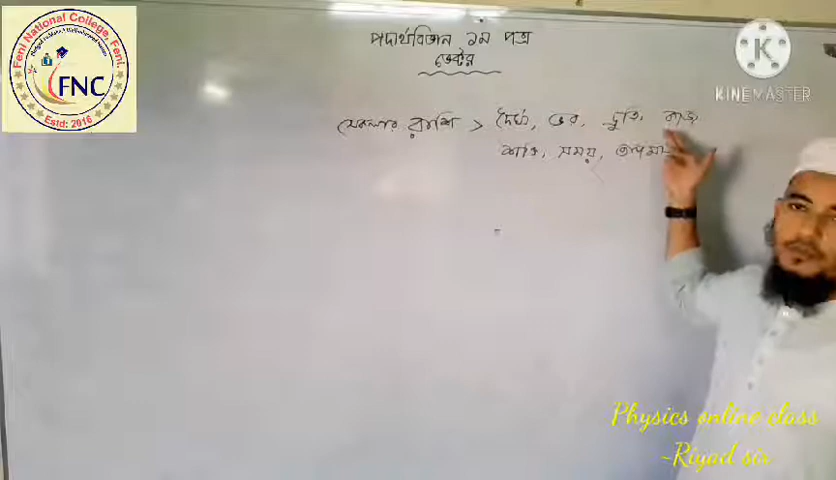 Feni National College, Feni.
FNC
Estd: 2016
পদার্থবিজ্ঞান ১ম পত্র
ভেক্টর
স্কেলার রাশি > দৈর্ঘ্য, ভর, দ্রুতি, কাজ
শক্তি, সময়, তাপমা
KINEMASTER
Physics online class
~Riyad sir